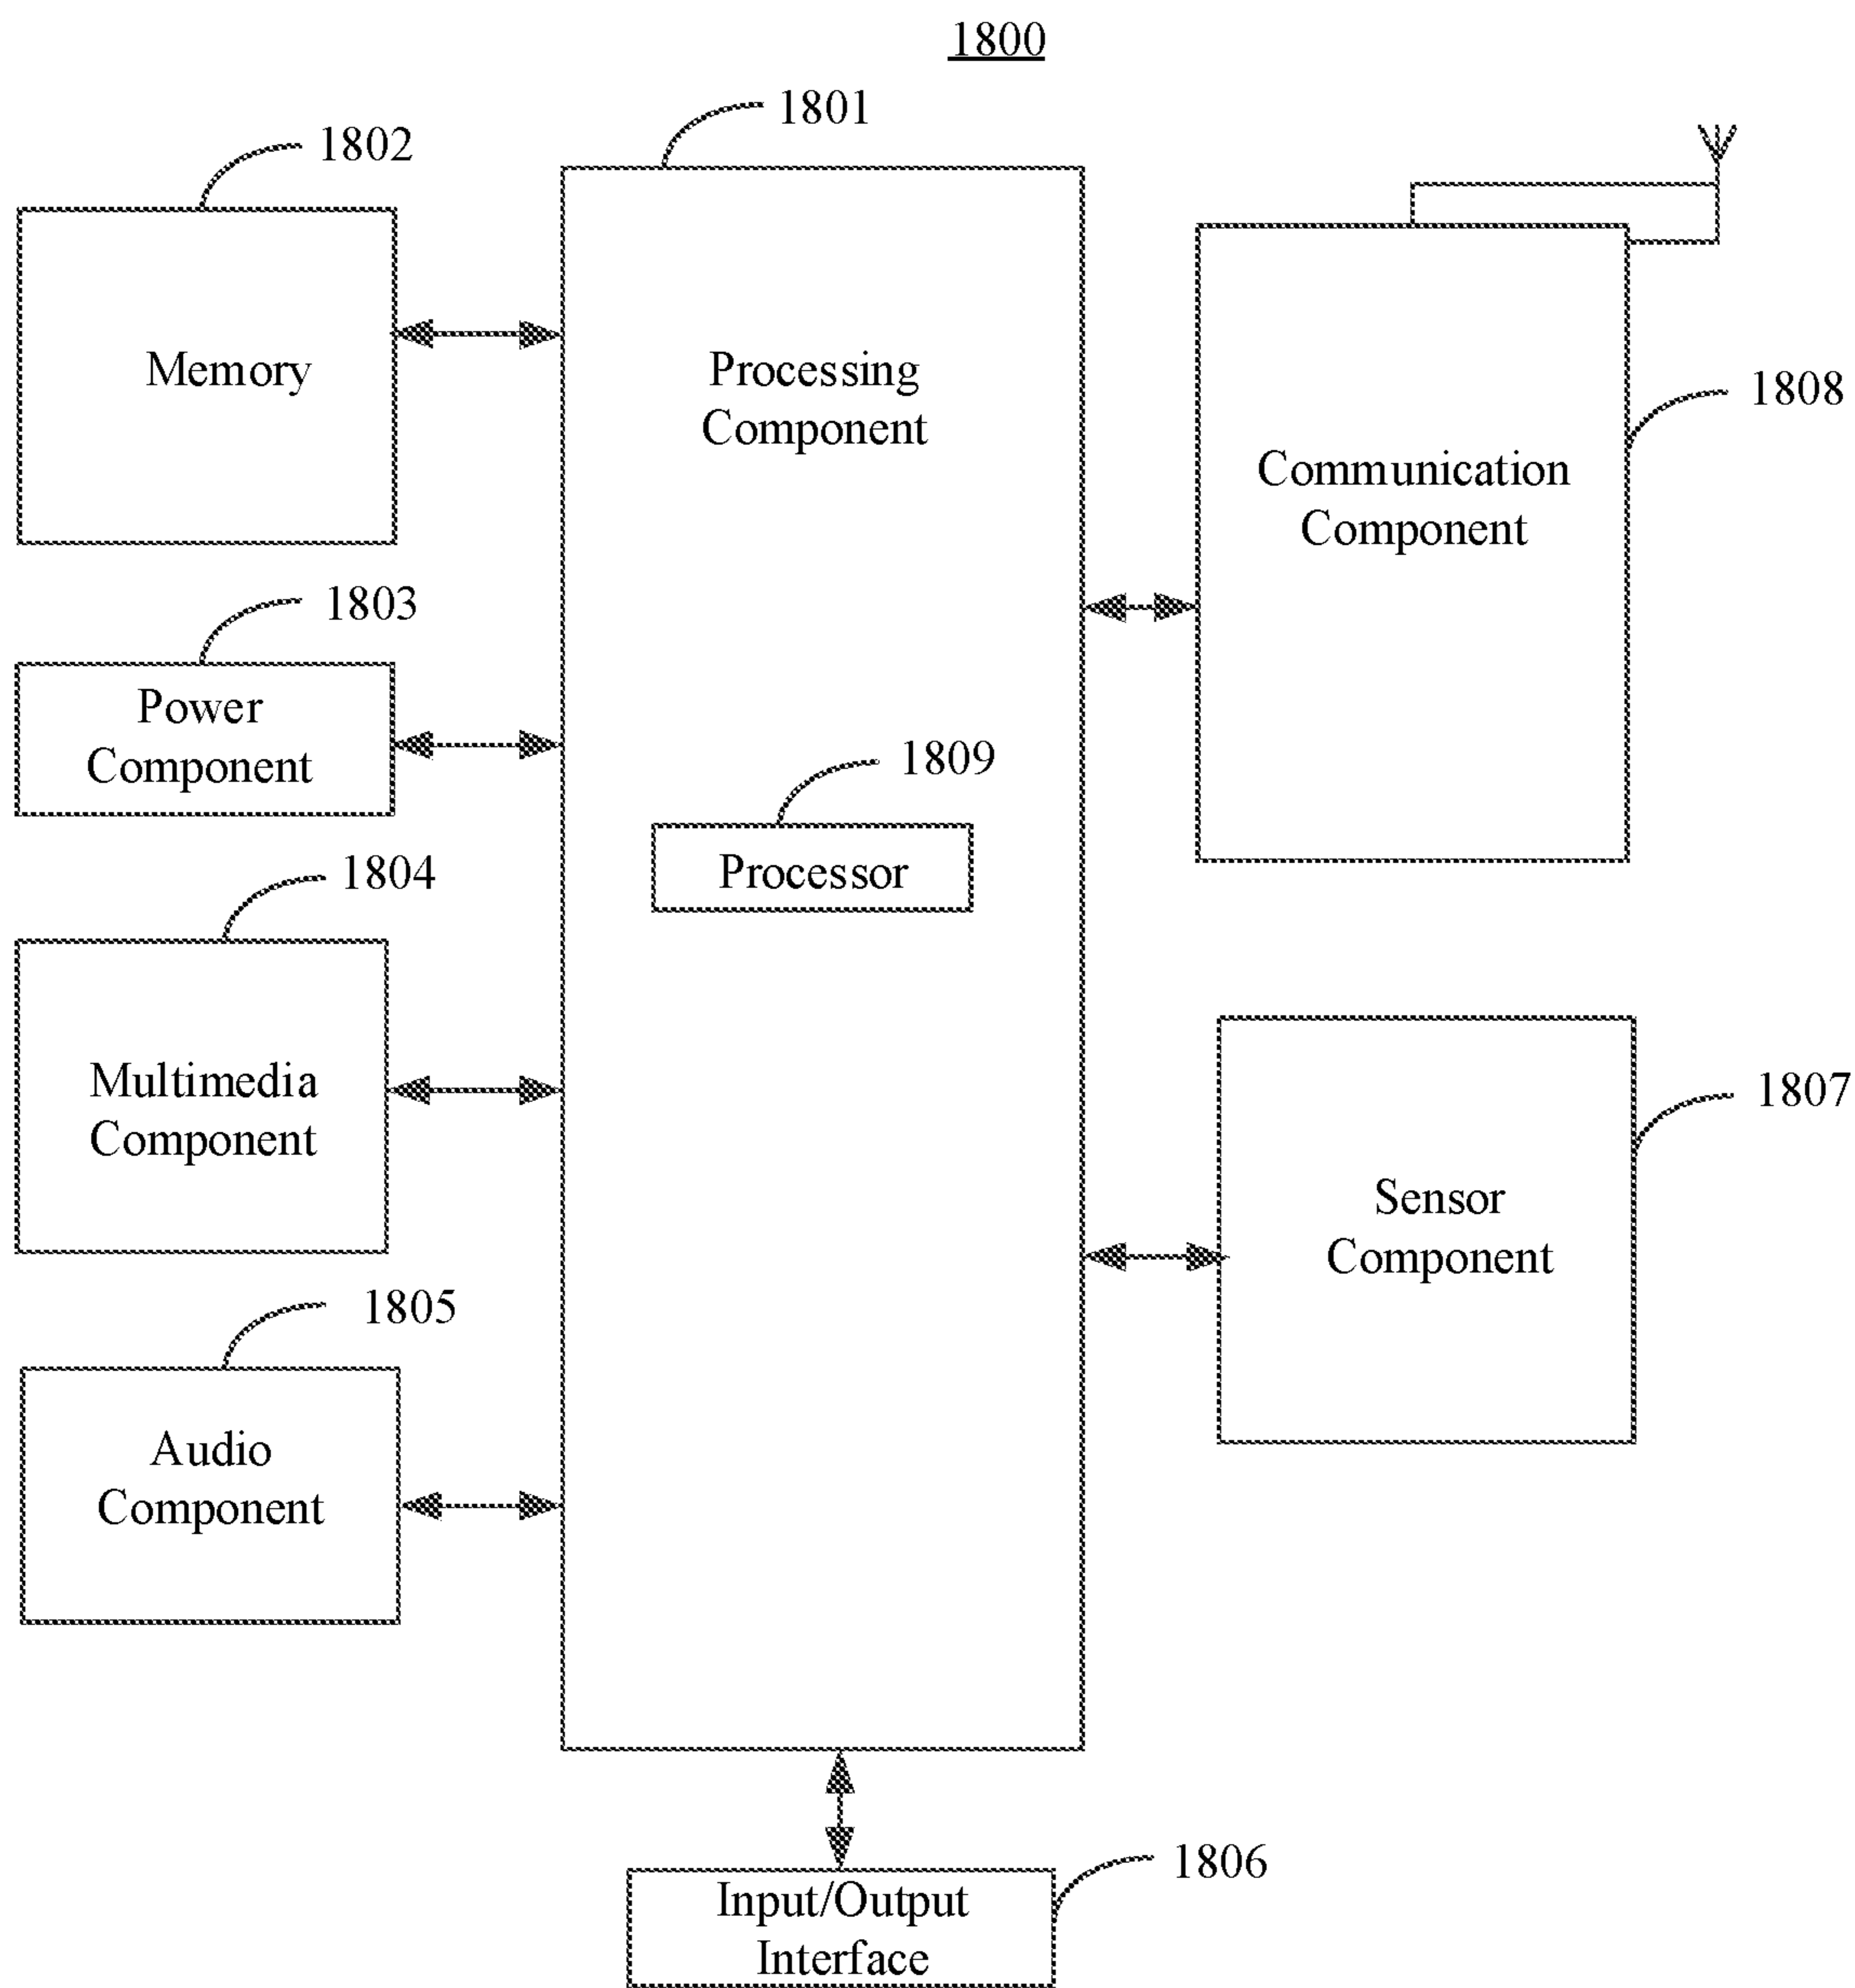 1800
1801
1802
Memory
Processing
Component
1808
Communication
Component
1803
Power
Component
1809
Processor
1804
Multimedia
Component
1807
Sensor
Component
1805
Audio
Component
1806
Input/Output
Interface